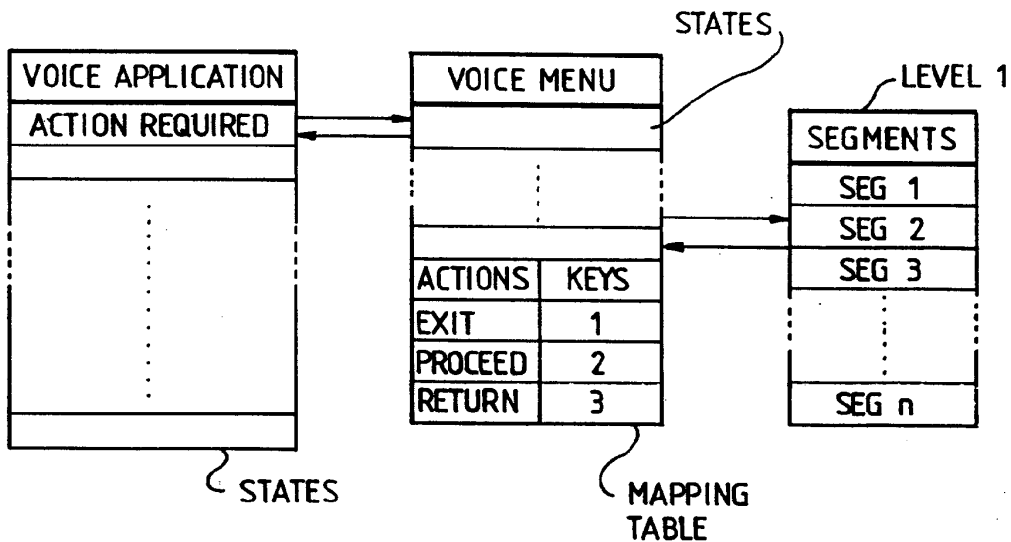 STATES
VOICE APPLICATION
ACTION REQUIRED
VOICE MENU
LEVEL 1
SEGMENTS
SEG 1
SEG 2
SEG 3
SEG n
ACTIONS KEYS
EXIT 1
PROCEED 2
RETURN 3
STATES
MAPPING
TABLE